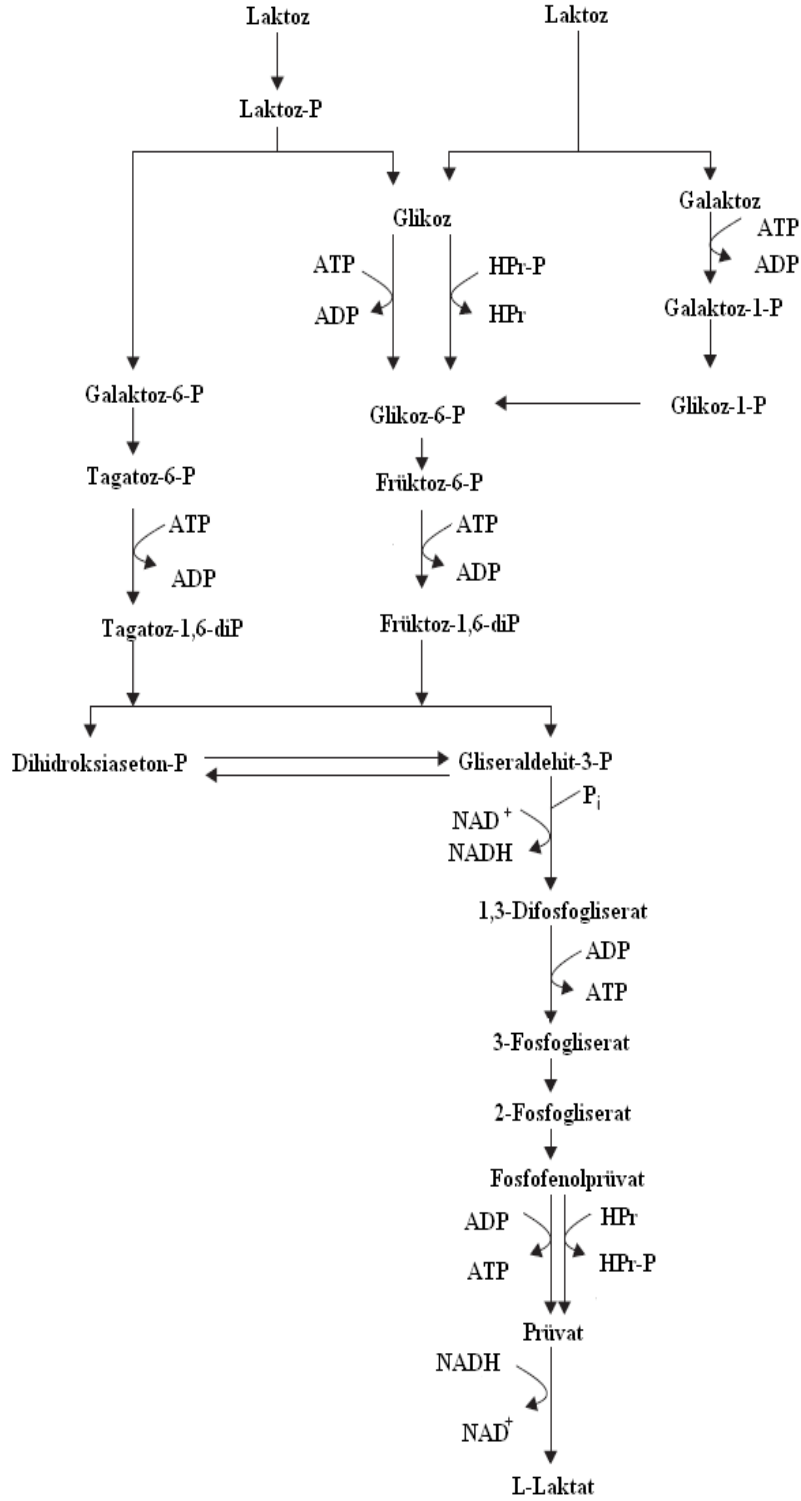 Laktoz
Laktoz
Laktoz-P
Galaktoz
ATP
ADP
Glikoz
ATP
ADP
HPr-P
HPr
Galaktoz-1-P
Galaktoz-6-P
Glikoz-6-P
Glikoz-1-P
Tagatoz-6-P
Früktoz-6-P
ATP
ADP
ATP
ADP
Tagatoz-1,6-diP
Früktoz-1,6-diP
Dihidroksiaseton-P
Gliseraldehit-3-P
Pi
NAD+
NADH
1,3-Difosfogliserat
ADP
ATP
3-Fosfogliserat
2-Fosfogliserat
Fosfofenolprüvat
ADP
ATP
HPr
HPr-P
Prüvat
NADH
NAD+
L-Laktat